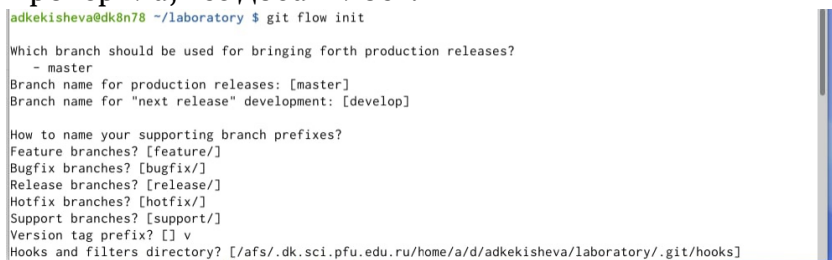 adkekisheva@dk8n78 ~/laboratory $ git flow init
Which branch should be used for bringing forth production releases?
- master
Branch name for production releases: [master]
Branch name for "next release" development: [develop]
How to name your supporting branch prefixes?
Feature branches? [feature/]
Bugfix branches? [bugfix/]
Release branches? [release/]
Hotfix branches? [hotfix/]
Support branches? [support/]
Version tag prefix? [] v
Hooks and filters directory? [/afs/.dk.sci.pfu.edu.ru/home/a/d/adkekisheva/laboratory/.git/hooks]